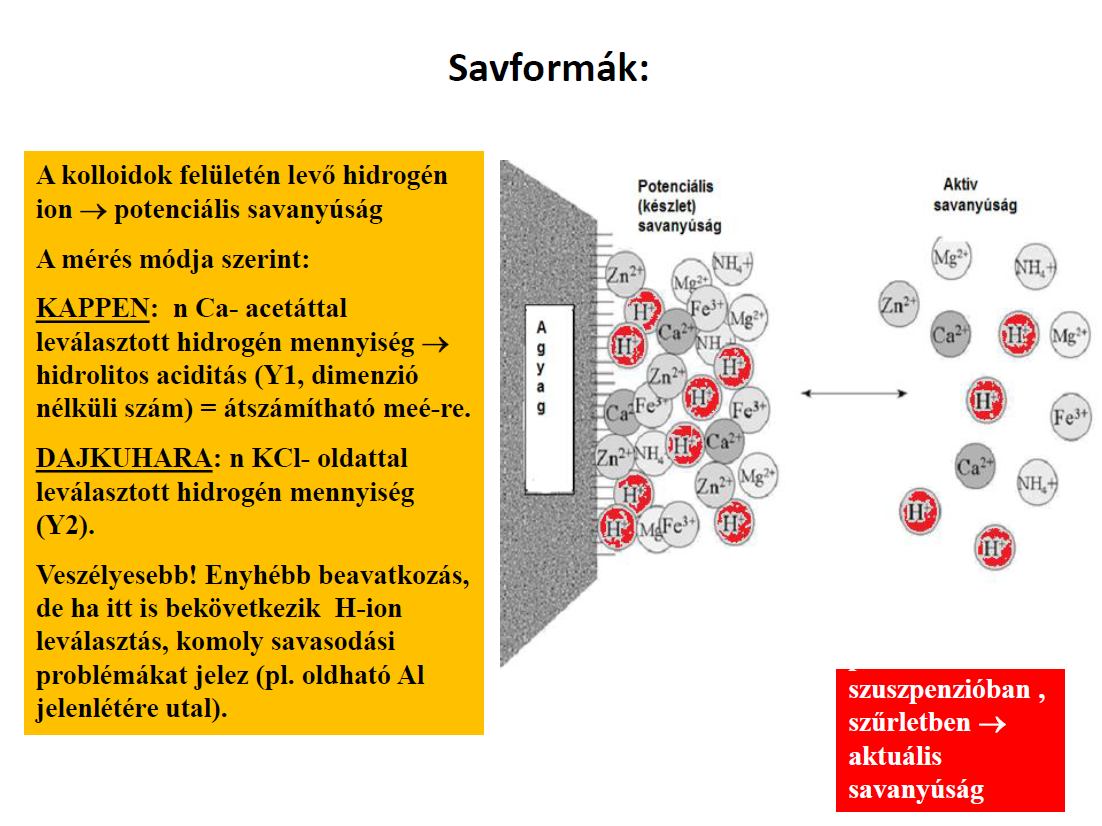 Savformák:
A kolloidok felületén levő hidrogén
ion → potenciális savanyúság
A mérés módja szerint:
KAPPEN: n Ca- acetáttal
leválasztott hidrogén mennyiség →
hidrolitos aciditás (Y1, dimenzió
nélküli szám) = átszámítható meé-re.
DAJKUHARA: n KCl- oldattal
leválasztott hidrogén mennyiség
(Y2).
Veszélyesebb! Enyhébb beavatkozás,
de ha itt is bekövetkezik H-ion
leválasztás, komoly savasodási
problémákat jelez (pl. oldható Al
jelenlétére utal).
Potenciális
(készlet)
savanyúság
Agyag
Zn²⁺
Mg²⁺
NH₄+
H⁺
Fe³⁺
Ca²⁺
Mg²⁺
H⁺
NH₄
H⁺
Zn²⁺
H⁺
Ca²
Fe³⁺
Fe³⁺
H⁺
Ca²⁺
Zn²⁺
NH₄
H⁺
Zn²⁺
Mg²⁺
H⁺
Mg
Fe³⁺
H⁺
Aktív
savanyúság
Mg²⁺
NH₄+
Zn²⁺
Ca²⁺
H⁺
Mg²⁺
H⁺
Fe³⁺
Ca²⁺
NH₄+
H⁺
H⁺
szuszpenzióban ,
szűrletben →
aktuális
savanyúság